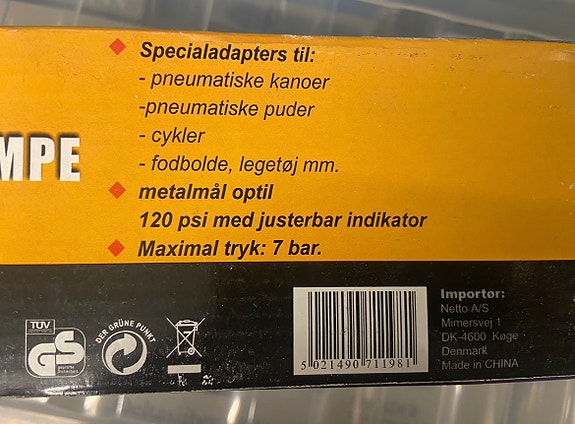 Specialadapters til:
- pneumatiske kanoer
-pneumatiske puder
- cykler
- fodbolde, legetøj mm.
MPE
metalmål optil
120 psi med justerbar indikator
Maximal tryk: 7 bar.
TÜV
GS
DER GRÜNE PUNKT
5 021490 711981
Importør:
Netto A/S
Mimersvej 1
DK-4600 Køge
Denmark
Made in CHINA